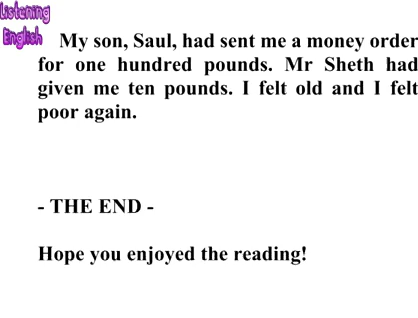 Listening
English
My son, Saul, had sent me a money order
for one hundred pounds. Mr Sheth had
given me ten pounds. I felt old and I felt
poor again.
- THE END -
Hope you enjoyed the reading!